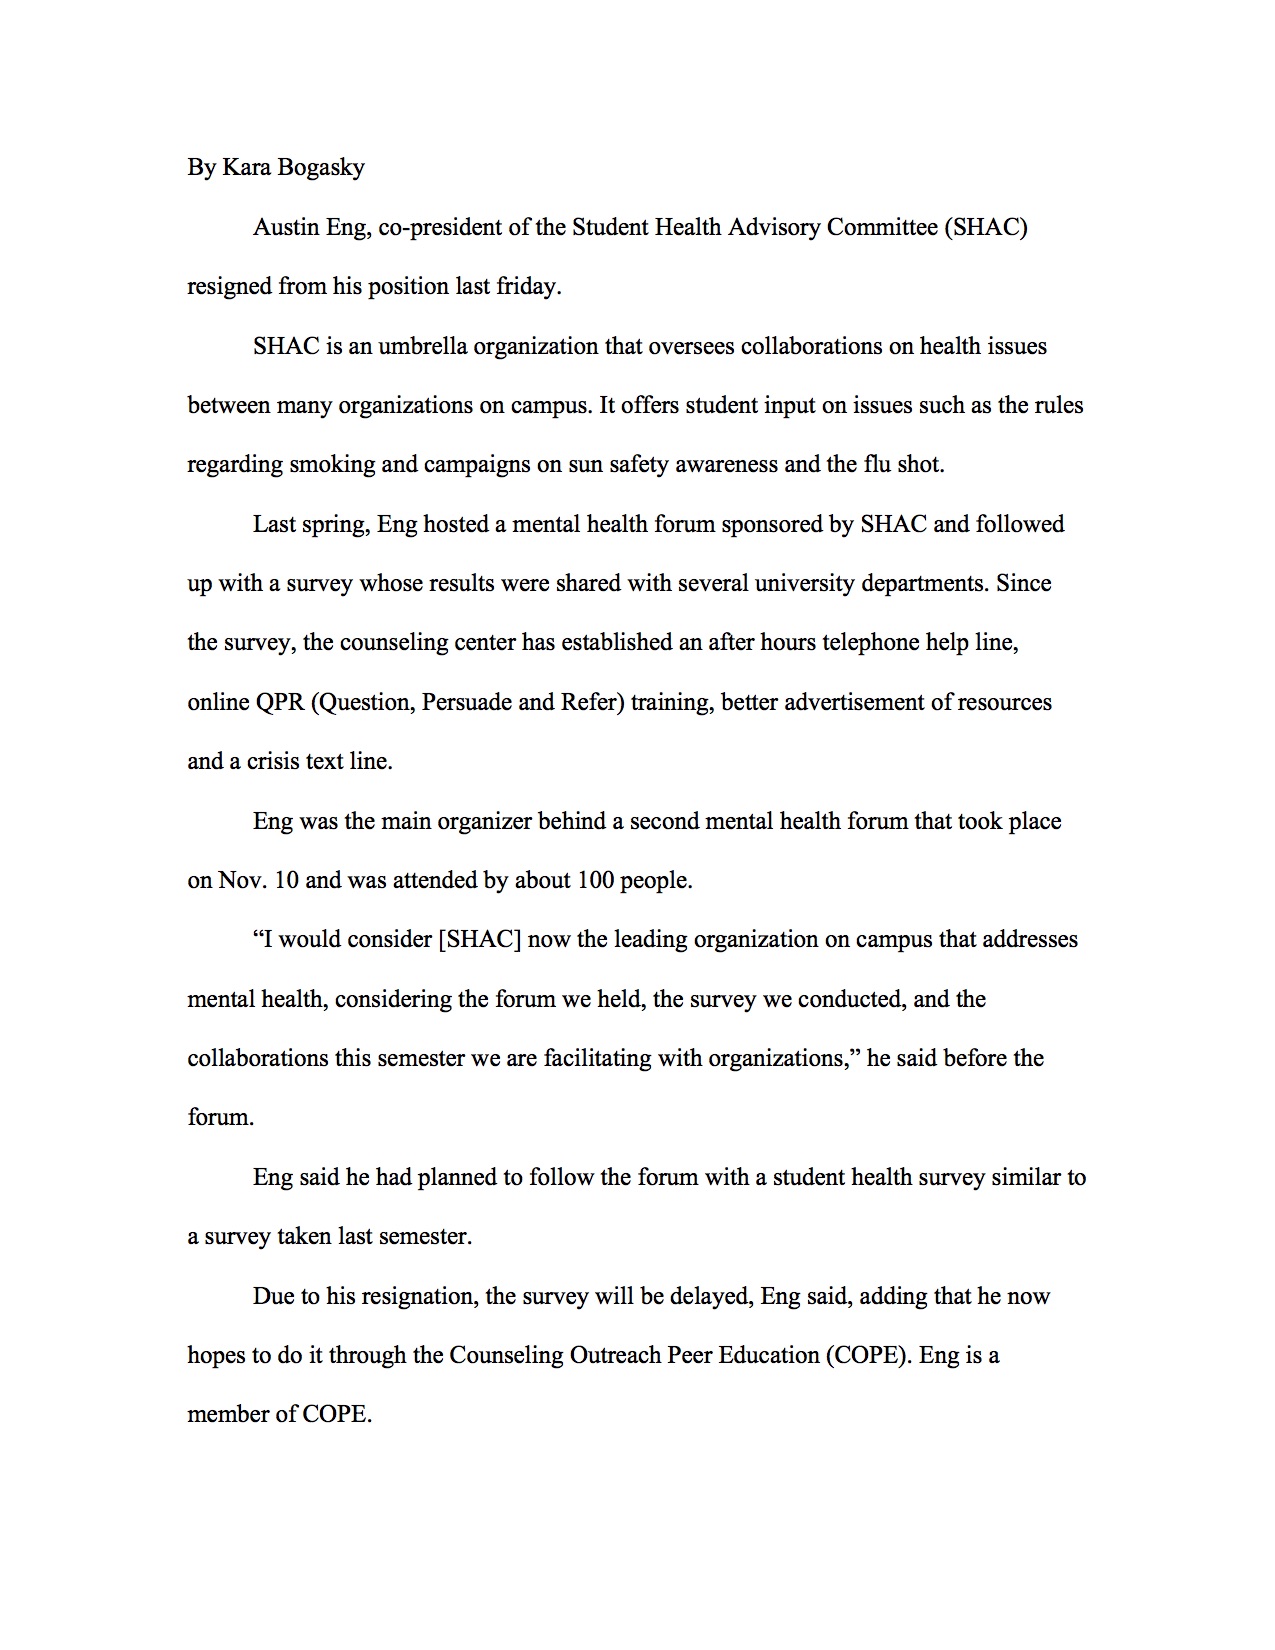 By Kara Bogasky
Austin Eng, co-president of the Student Health Advisory Committee (SHAC)
resigned from his position last friday.
SHAC is an umbrella organization that oversees collaborations on health issues
between many organizations on campus. It offers student input on issues such as the rules
regarding smoking and campaigns on sun safety awareness and the flu shot.
Last spring, Eng hosted a mental health forum sponsored by SHAC and followed
up with a survey whose results were shared with several university departments. Since
the survey, the counseling center has established an after hours telephone help line,
online QPR (Question, Persuade and Refer) training, better advertisement of resources
and a crisis text line.
Eng was the main organizer behind a second mental health forum that took place
on Nov. 10 and was attended by about 100 people.
“I would consider [SHAC] now the leading organization on campus that addresses
mental health, considering the forum we held, the survey we conducted, and the
collaborations this semester we are facilitating with organizations,” he said before the
forum.
Eng said he had planned to follow the forum with a student health survey similar to
a survey taken last semester.
Due to his resignation, the survey will be delayed, Eng said, adding that he now
hopes to do it through the Counseling Outreach Peer Education (COPE). Eng is a
member of COPE.